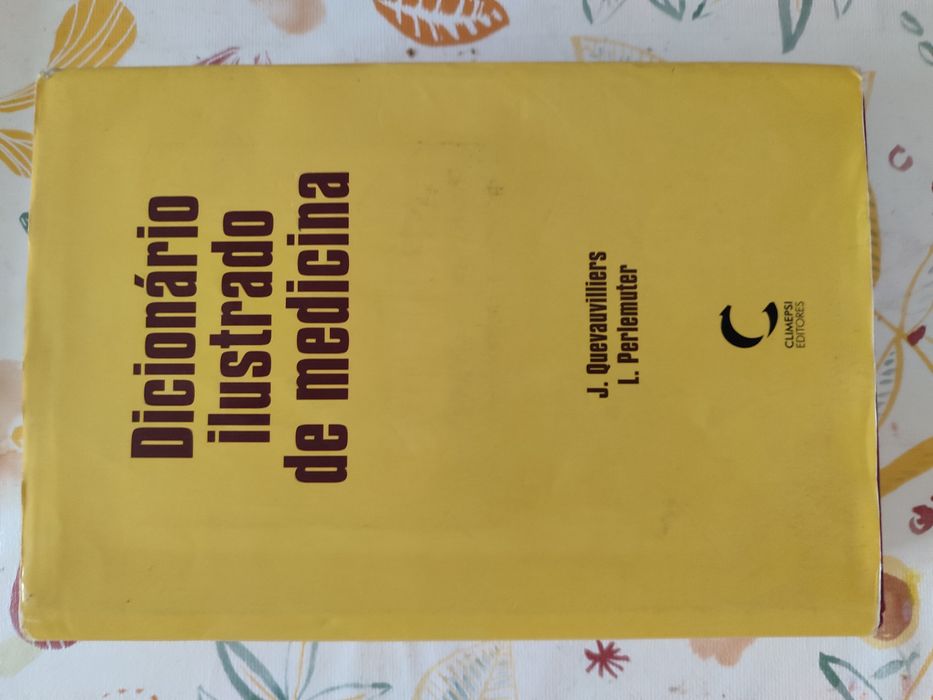 Dicionário
ilustrado
de medicina
J. Quevauvilliers
L. Perlemuter
CLIMEPSI
EDITORES